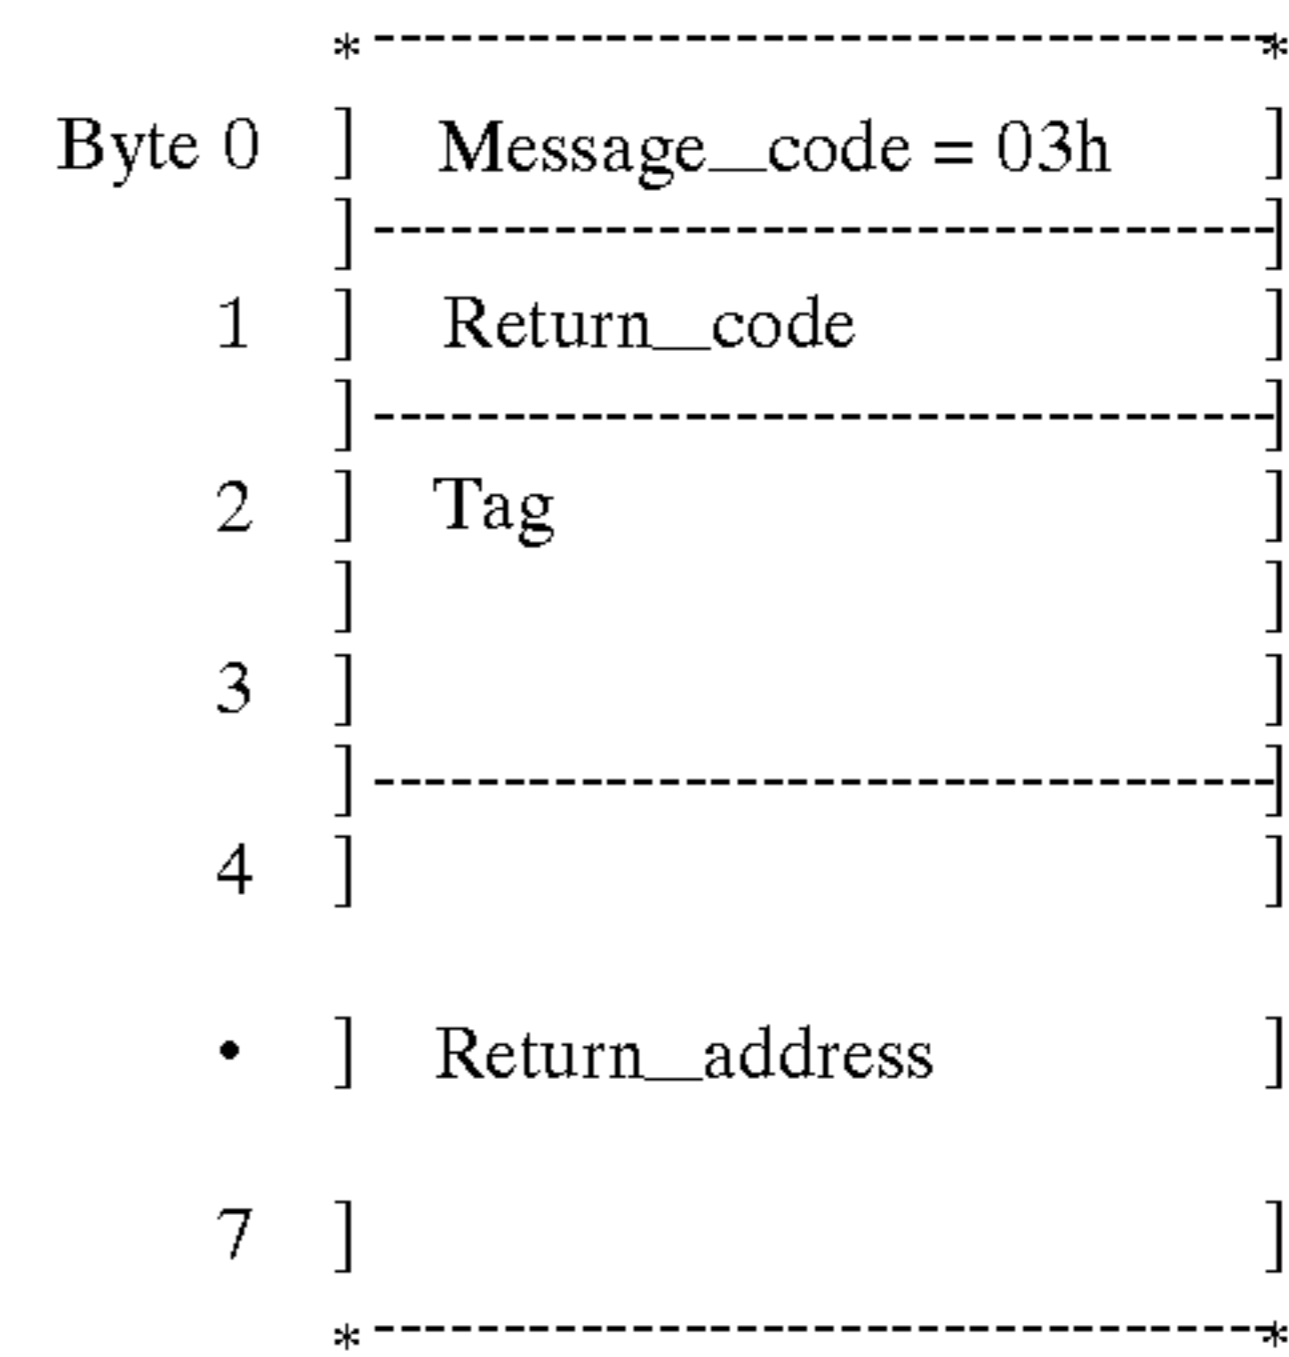 *------------------------------------------*
Byte 0 ] Message_code = 03h ]
]------------------------------------------]
1 ] Return_code ]
]------------------------------------------]
2 ] Tag ]
] ]
3 ] ]
]------------------------------------------]
4 ] ]
• ] Return_address ]
7 ] ]
*------------------------------------------*